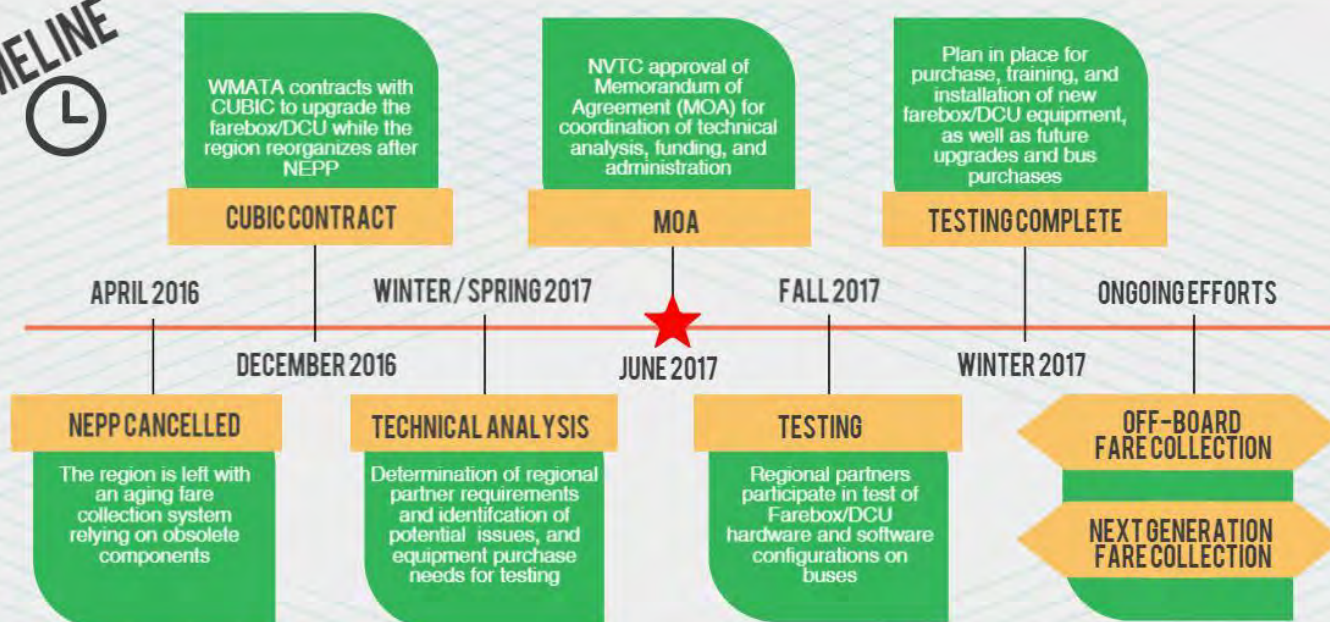 WMATA contracts with
CUBIC to upgrade the
farebox/DCU while the
region reorganizes after
NEPP
CUBIC CONTRACT
NVTC approval of
Memorandum of
Agreement (MOA) for
coordination of technical
analysis, funding, and
administration
MOA
Plan in place for
purchase, training, and
installation of new
farebox/DCU equipment,
as well as future
upgrades and bus
purchases
TESTING COMPLETE
APRIL 2016
WINTER / SPRING 2017
FALL 2017
ONGOING EFFORTS
DECEMBER 2016
JUNE 2017
WINTER 2017
NEPP CANCELLED
The region is left with
an aging fare
collection system
relying on obsolete
components
TECHNICAL ANALYSIS
Determination of regional
partner requirements
and identifcation of
potential issues, and
equipment purchase
needs for testing
TESTING
Regional partners
participate in test of
Farebox/DCU
hardware and software
configurations on
buses
OFF-BOARD
FARE COLLECTION
NEXT GENERATION
FARE COLLECTION